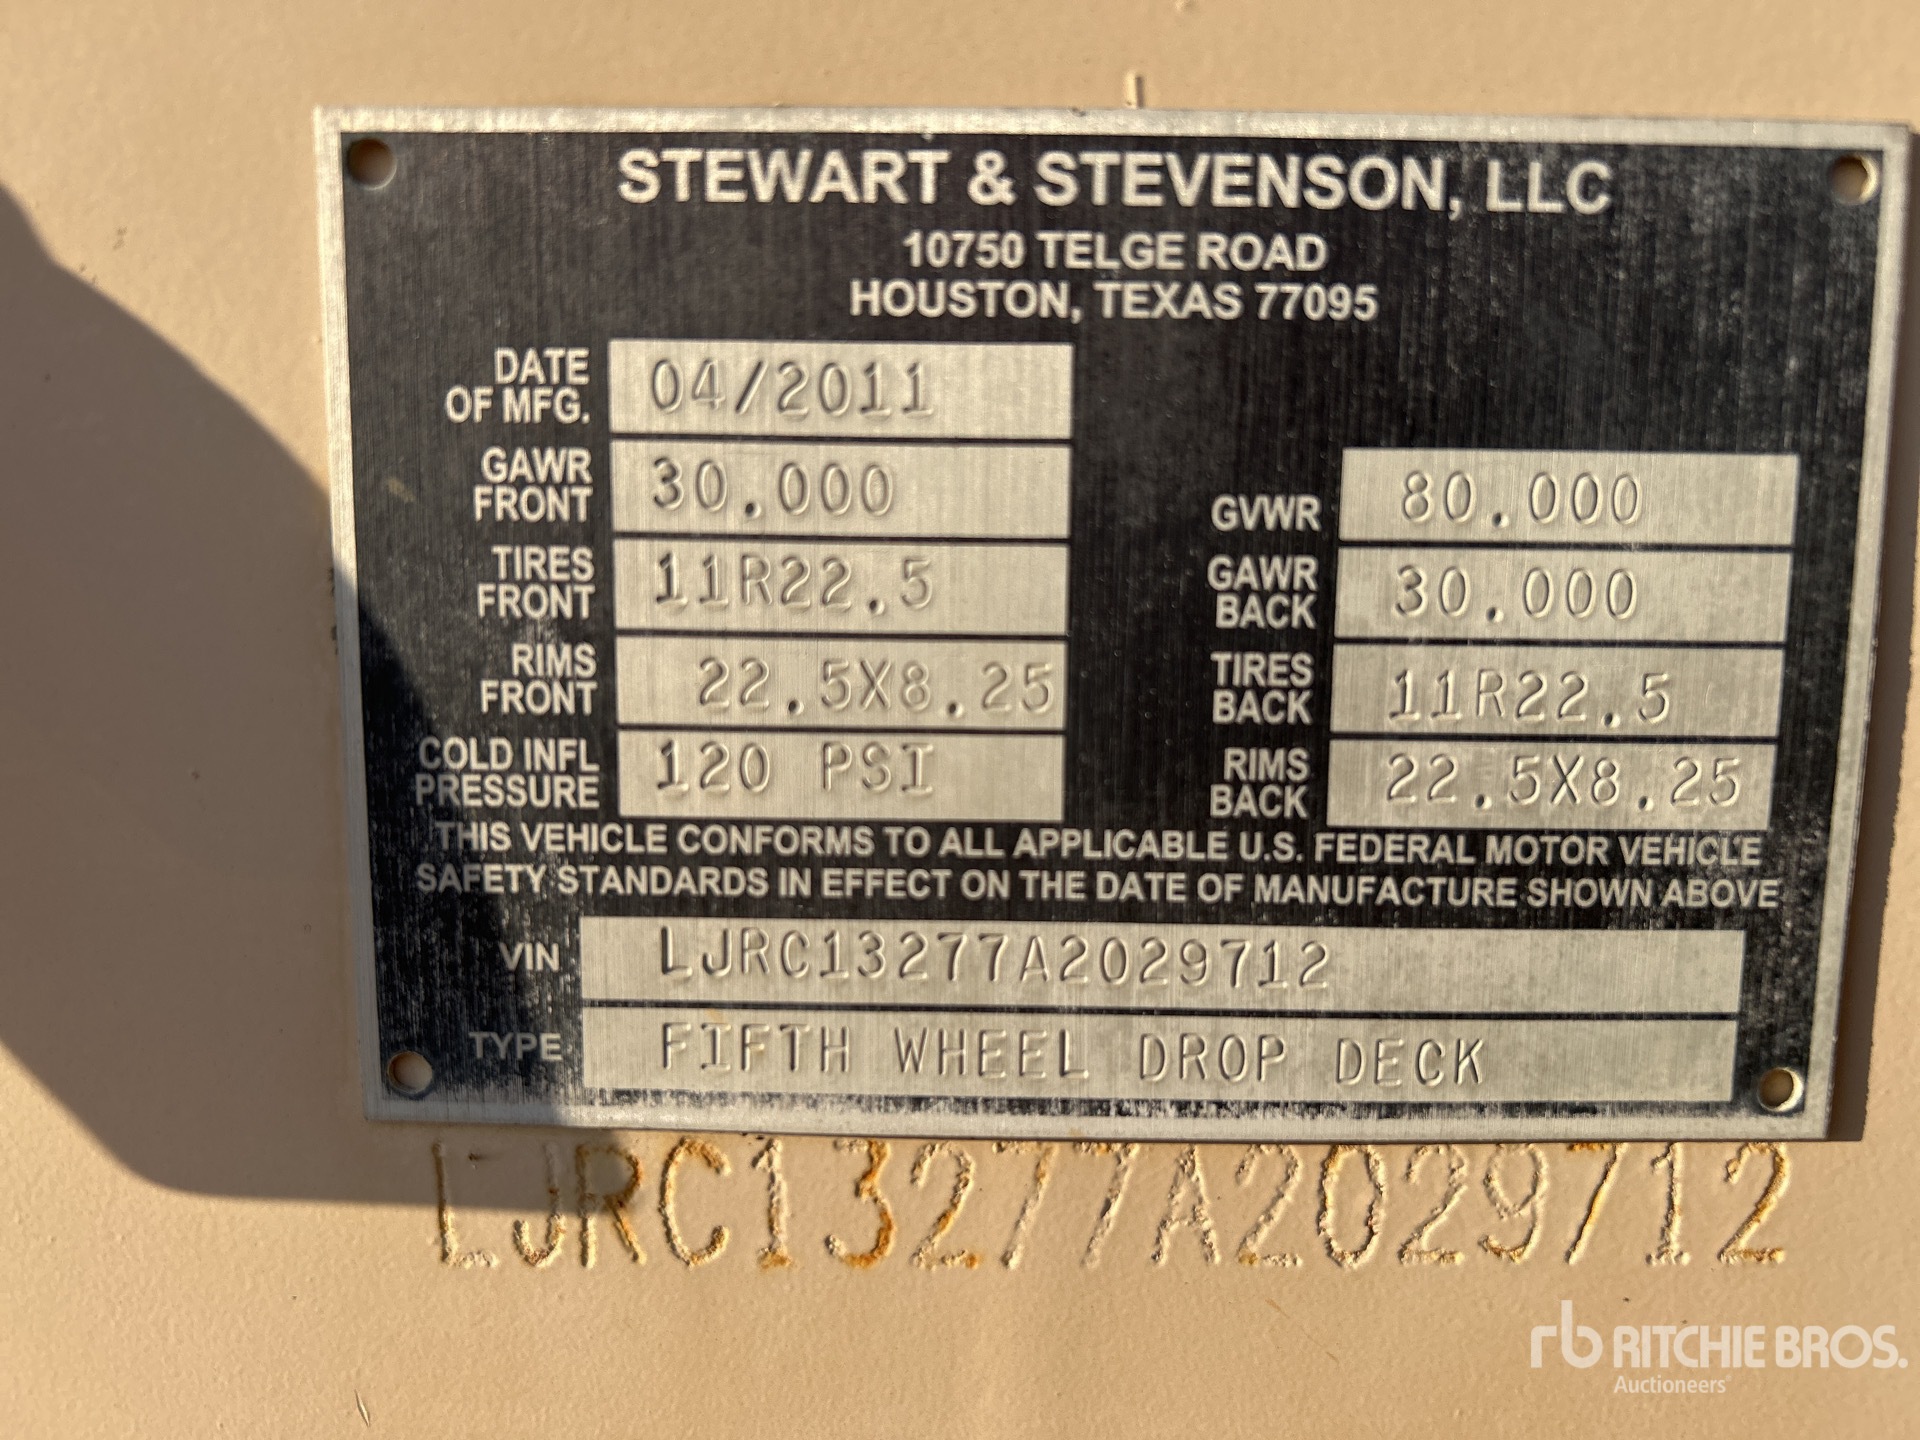 STEWART & STEVENSON, LLC
10750 TELGE ROAD
HOUSTON, TEXAS 77095
DATE OF MFG. 04/2011
GAWR FRONT 30.000
GVWR 80.000
TIRES FRONT 11R22.5
GAWR BACK 30.000
RIMS FRONT 22.5X8.25
TIRES BACK 11R22.5
COLD INFL PRESSURE 120 PSI
RIMS BACK 22.5X8.25
THIS VEHICLE CONFORMS TO ALL APPLICABLE U.S. FEDERAL MOTOR VEHICLE
SAFETY STANDARDS IN EFFECT ON THE DATE OF MANUFACTURE SHOWN ABOVE
VIN LJRC13277A2029712
TYPE FIFTH WHEEL DROP DECK
LJRC13277A2029712
rb RITCHIE BROS.
Auctioneers